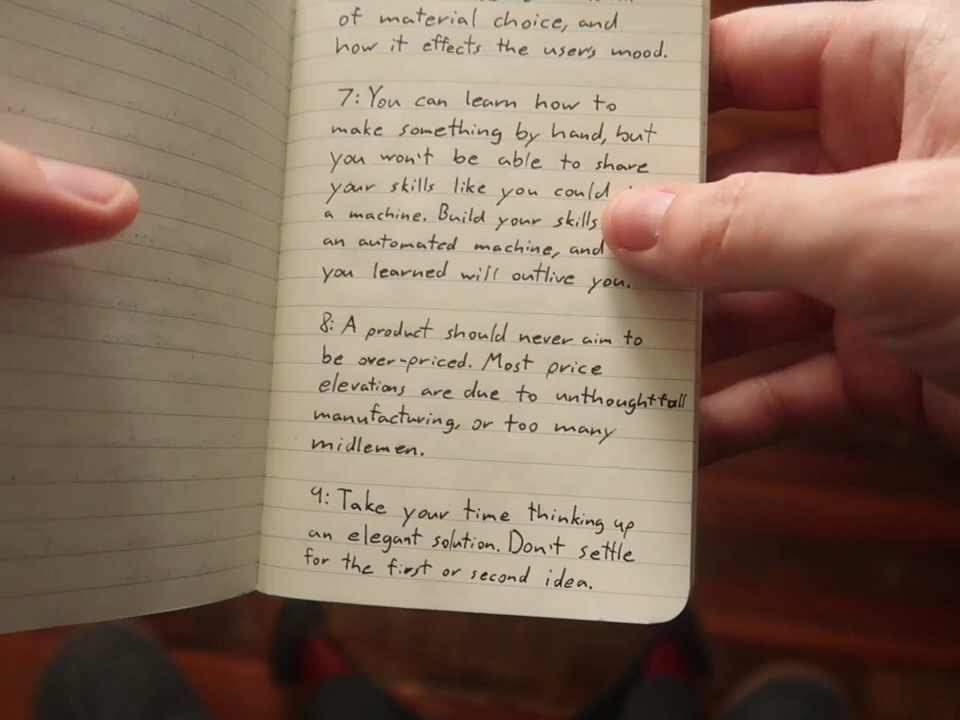 of material choice, and
how it effects the user's mood.
7: You can learn how to
make something by hand, but
you won't be able to share
your skills like you could
a machine. Build your skills
an automated machine, and
you learned will outlive you.
8: A product should never aim to
be over-priced. Most price
elevations are due to unthoughtfull
manufacturing, or too many
midlemen.
9: Take your time thinking up
an elegant solution. Don't settle
for the first or second idea.